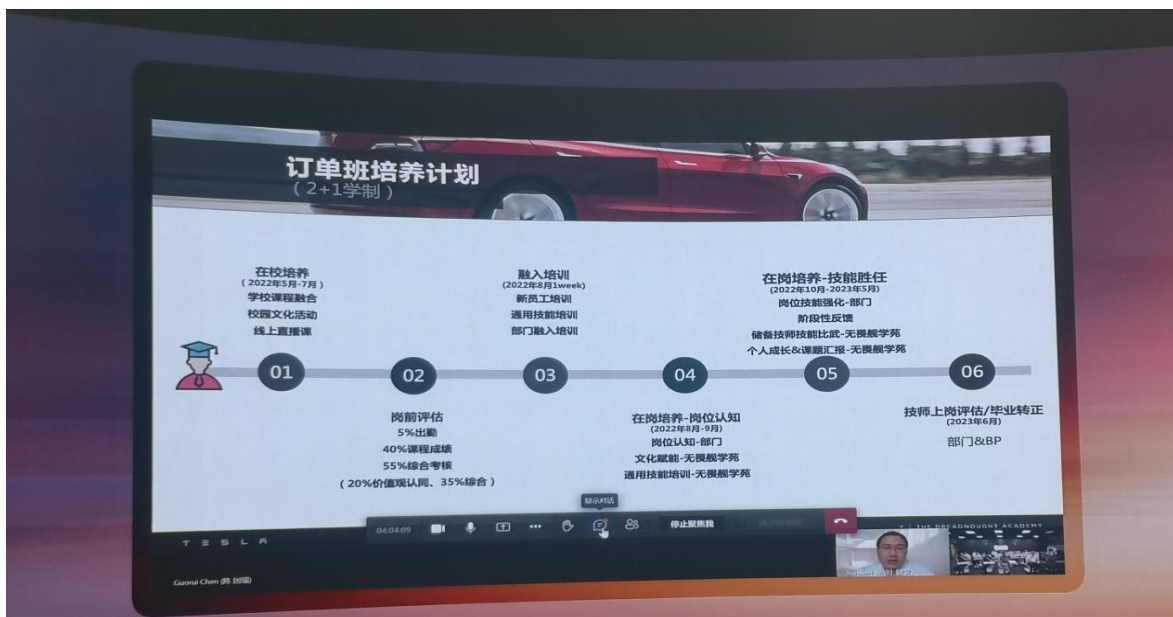 订单班培养计划
（2+1学制）
在校培养
（2022年5月-7月）
学校课程融合
校园文化活动
线上直播课
融入培训
(2022年8月1week)
新员工培训
通用技能培训
部门融入培训
在岗培养-技能胜任
(2022年10月-2023年5月)
岗位技能强化-部门
阶段性反馈
储备技师技能比武-无畏舰学苑
个人成长&课题汇报-无畏舰学苑
01
02
03
04
05
06
岗前评估
5%出勤
40%课程成绩
55%综合考核
（20%价值观认同、35%综合）
在岗培养-岗位认知
(2022年8月-9月)
岗位认知-部门
文化赋能-无畏舰学苑
通用技能培训-无畏舰学苑
技师上岗评估/毕业转正
(2023年6月)
部门&BP
显示对话
04:04:09
停止聚焦我
THE DREADNOUGHT ACADEMY
TESLA
Guorui Chen